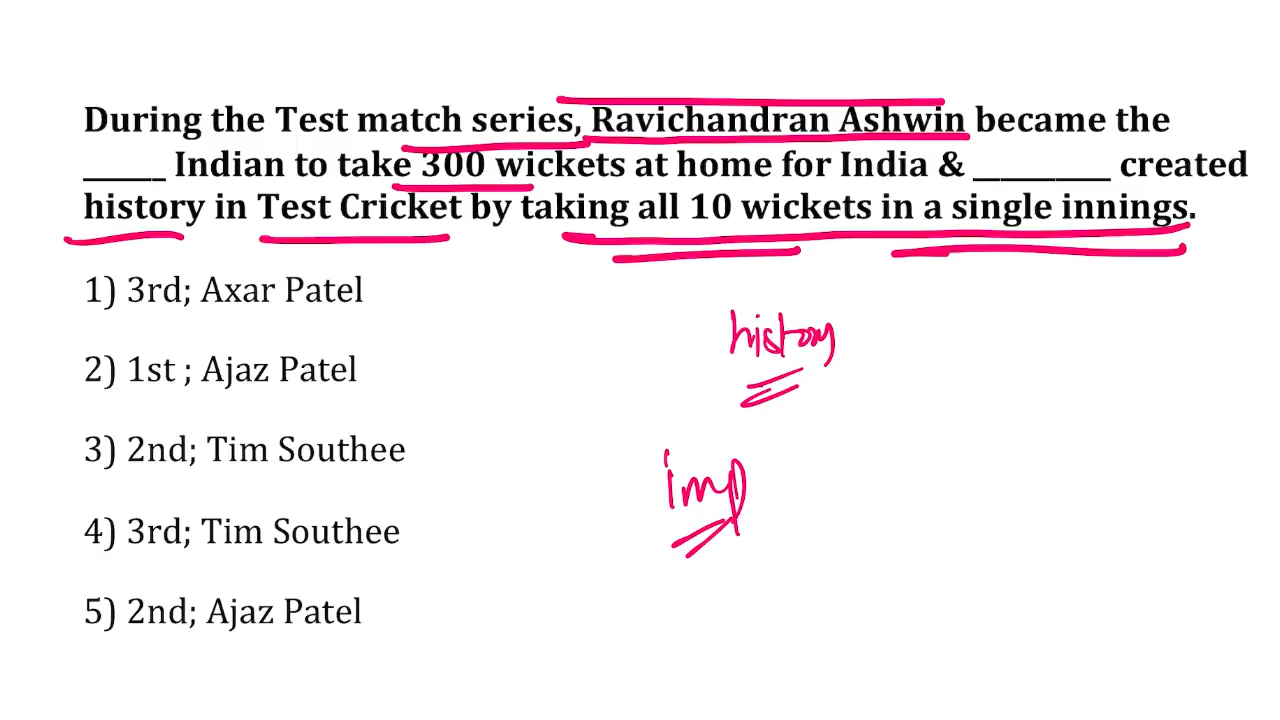 During the Test match series, Ravichandran Ashwin became the
______ Indian to take 300 wickets at home for India & __________ created
history in Test Cricket by taking all 10 wickets in a single innings.
1) 3rd; Axar Patel
history
2) 1st ; Ajaz Patel
3) 2nd; Tim Southee
imp
4) 3rd; Tim Southee
5) 2nd; Ajaz Patel